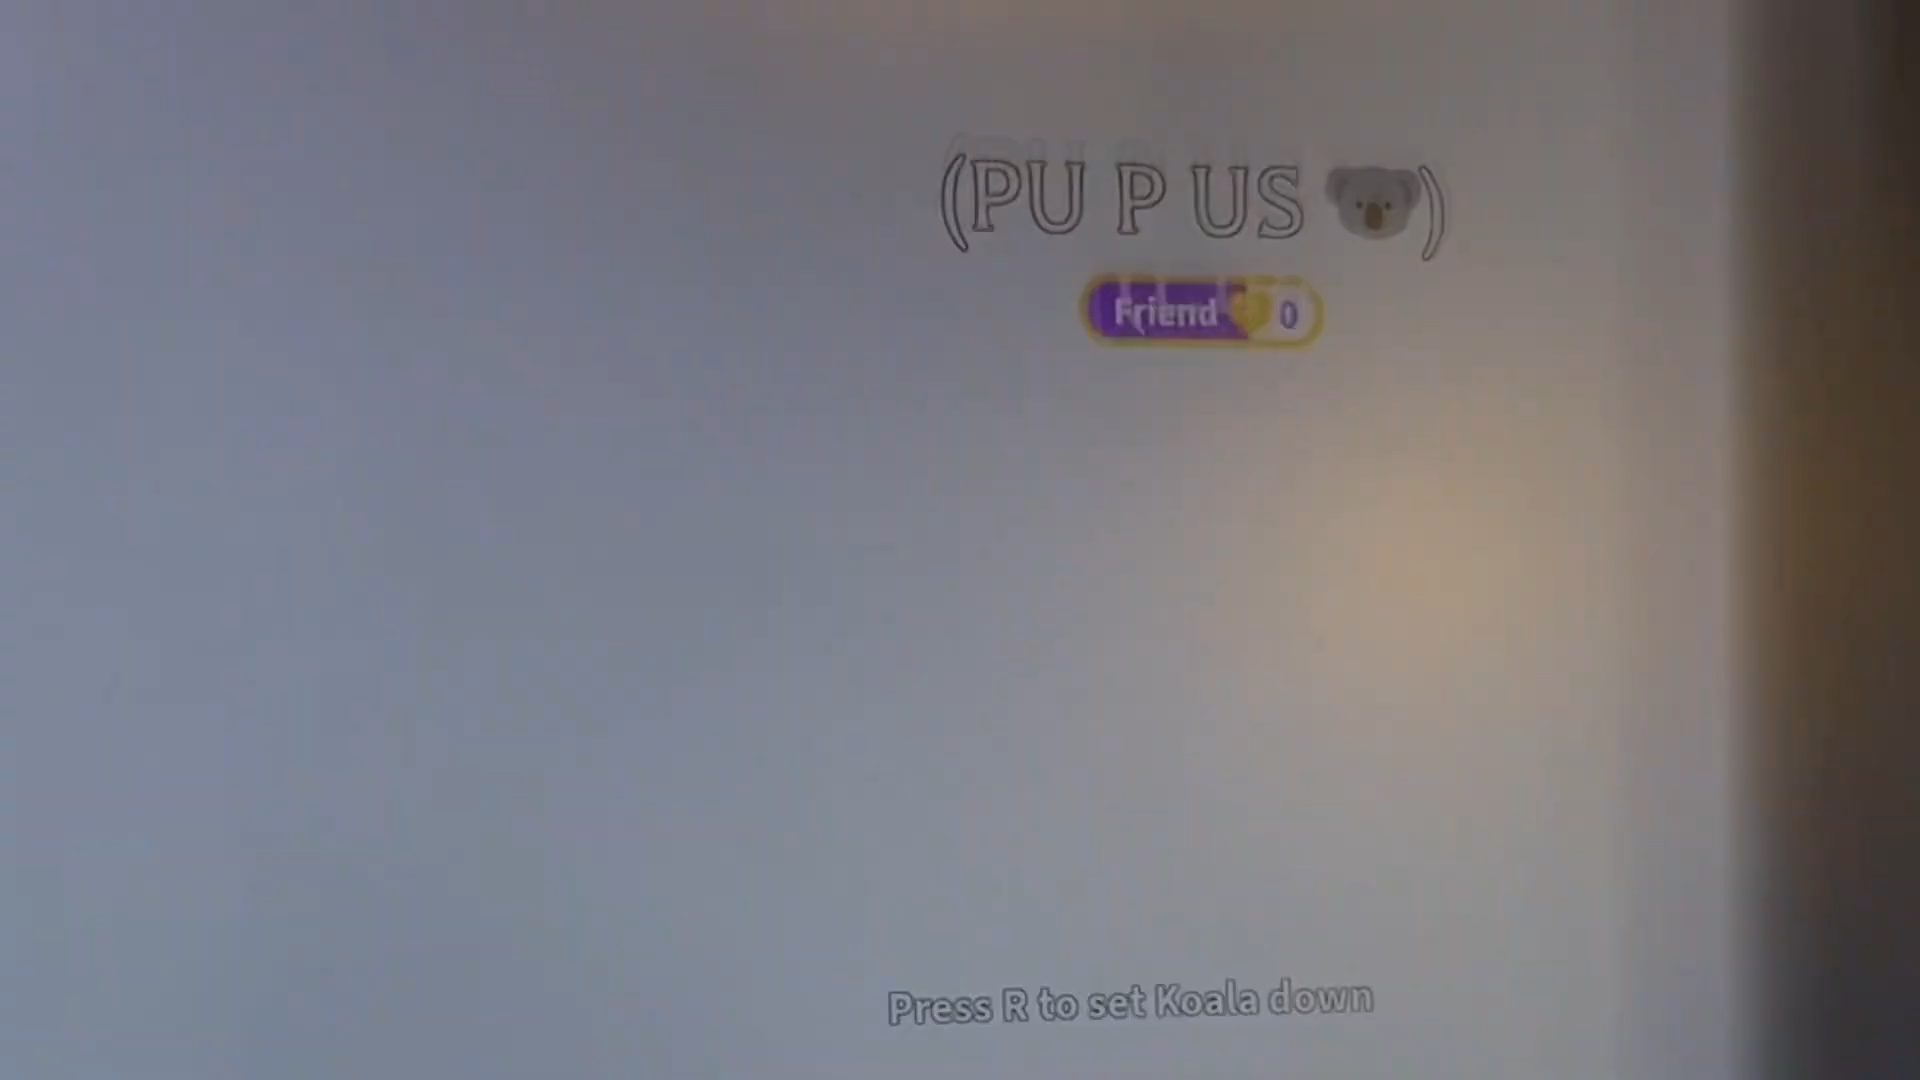 (PU P US 🐨)
Friend 💛 0
Press R to set Koala down